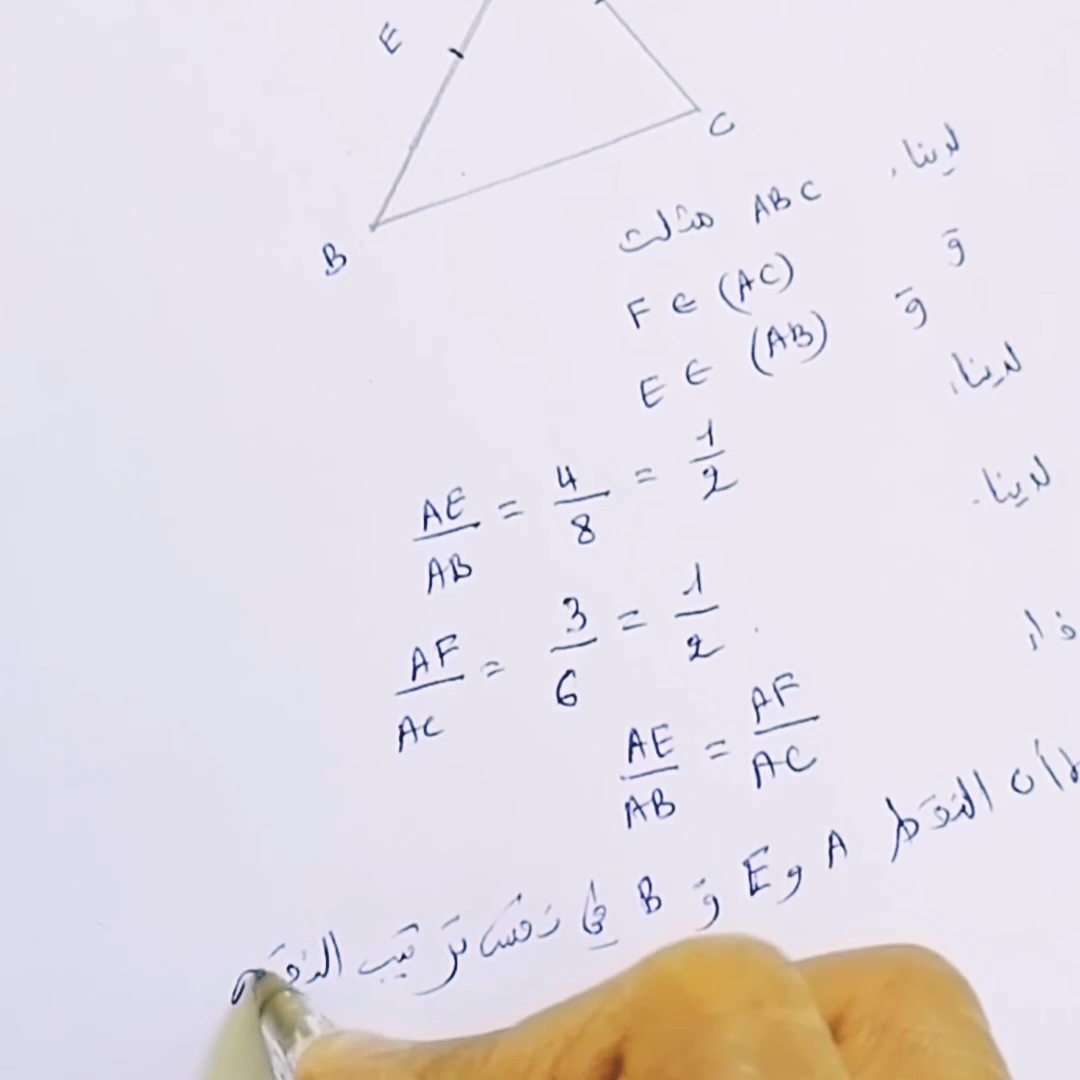 E
C
B
لدينا،
ABC مثلث
و
F ∈ (AC)
و
E ∈ (AB)
لدينا،
AE/AB = 4/8 = 1/2
لدينا.
AF/AC = 3/6 = 1/2
AE/AB = AF/AC
النقط A و E و B في نفس ترتيب